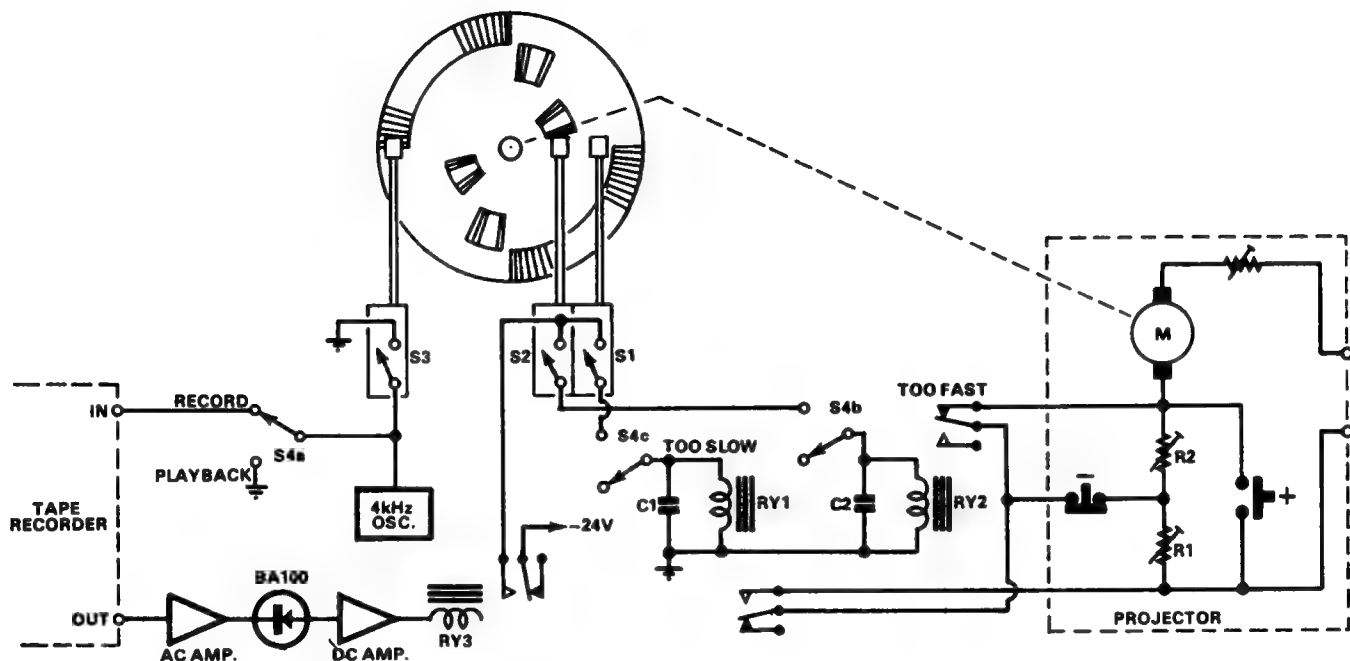 S3
S2
S1
IN
RECORD
S4a
PLAYBACK
TAPE
RECORDER
4kHz
OSC.
OUT
AC AMP.
BA100
DC AMP.
RY3
-24V
S4c
TOO SLOW
C1
RY1
S4b
C2
RY2
TOO FAST
M
R2
-
+
R1
PROJECTOR